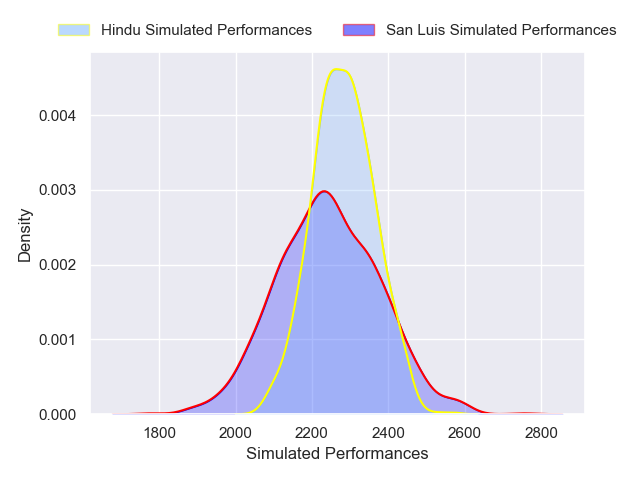 Hindu Simulated Performances San Luis Simulated Performances
0.004
0.003
0.002
0.001
0.000
Density
1800 2000 2200 2400 2600 2800
Simulated Performances